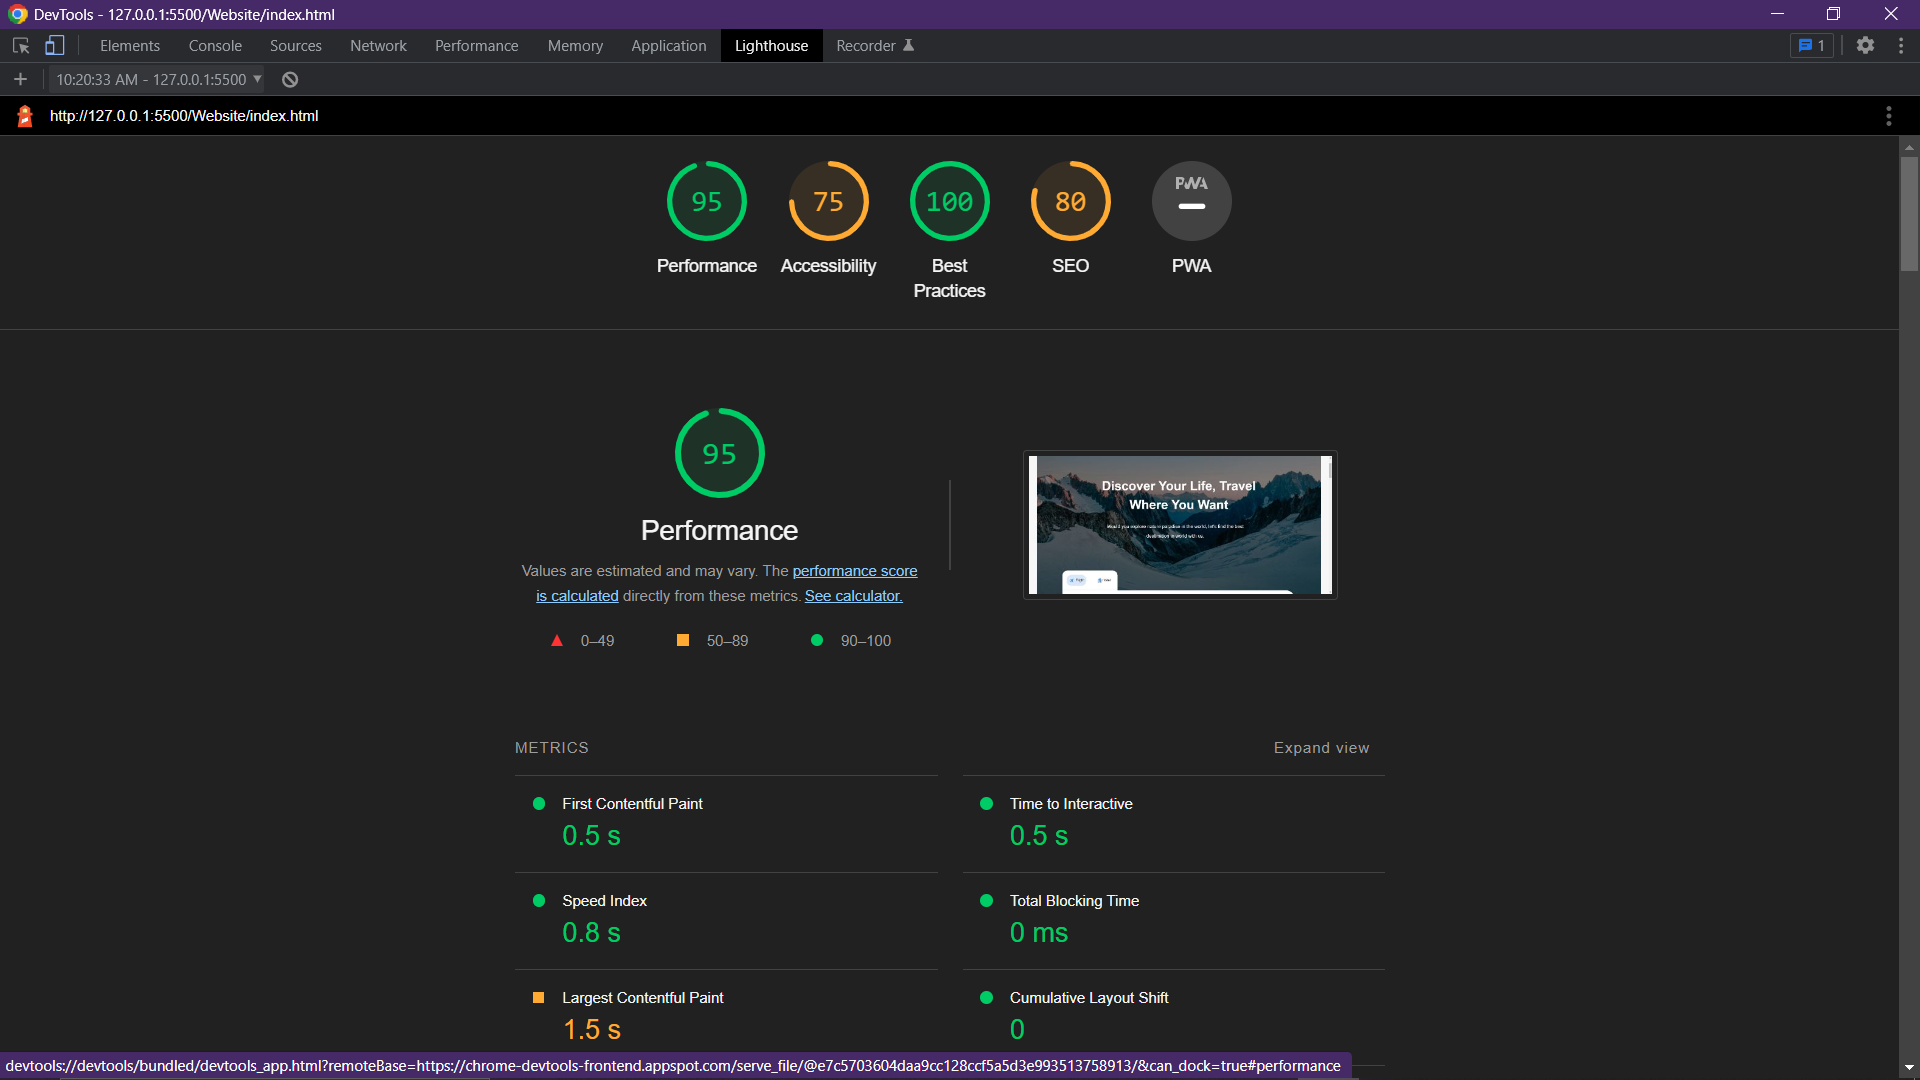 DevTools - 127.0.0.1:5500/Website/index.html
Elements Console Sources Network Performance Memory Application Lighthouse Recorder 1
10:20:33 AM - 127.0.0.1:5500
http://127.0.0.1:5500/Website/index.html
95 75 100 80 PWA
Performance Accessibility Best Practices SEO PWA
95
Performance
Values are estimated and may vary. The performance score
is calculated directly from these metrics. See calculator.
0–49 50–89 90–100
Discover Your Life, Travel
Where You Want
METRICS Expand view
First Contentful Paint Time to Interactive
0.5 s 0.5 s
Speed Index Total Blocking Time
0.8 s 0 ms
Largest Contentful Paint Cumulative Layout Shift
1.5 s 0
devtools://devtools/bundled/devtools_app.html?remoteBase=https://chrome-devtools-frontend.appspot.com/serve_file/@e7c5703604daa9cc128ccf5a5d3e993513758913/&can_dock=true#performance